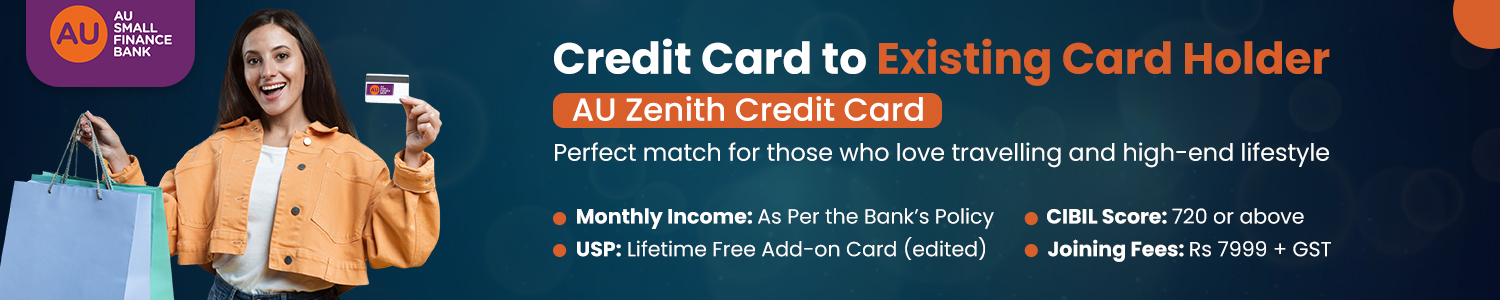 AU
AU
SMALL
FINANCE
BANK
Credit Card to Existing Card Holder
AU Zenith Credit Card
Perfect match for those who love travelling and high-end lifestyle
Monthly Income: As Per the Bank’s Policy
CIBIL Score: 720 or above
USP: Lifetime Free Add-on Card (edited)
Joining Fees: Rs 7999 + GST